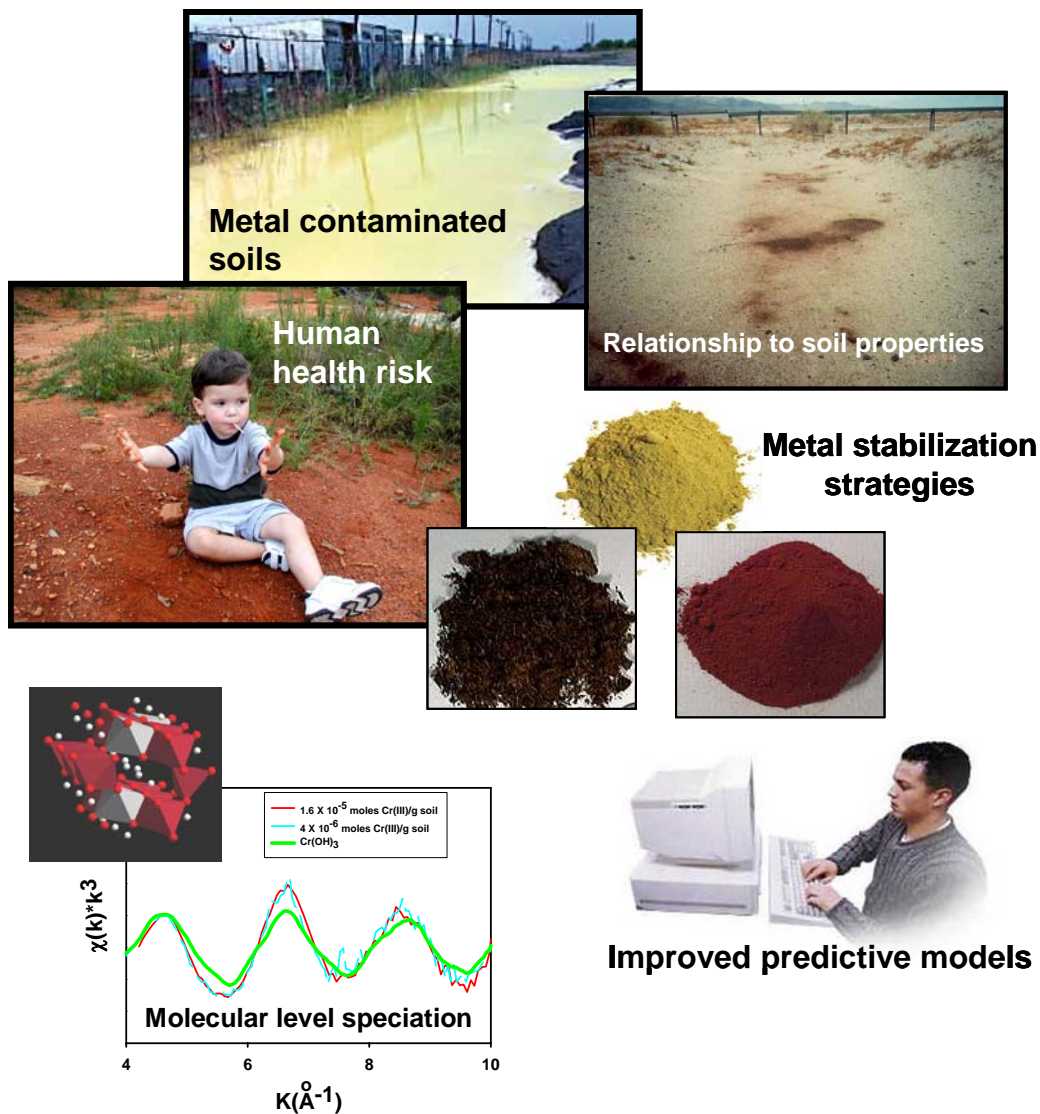 Metal contaminated
soils
Relationship to soil properties
Human
health risk
Metal stabilization
strategies
1.6 X 10⁻⁵ moles Cr(III)/g soil
4 X 10⁻⁶ moles Cr(III)/g soil
Cr(OH)₃
χ(k)*k³
Molecular level speciation
4 6 8 10
K(Å⁻¹)
Improved predictive models